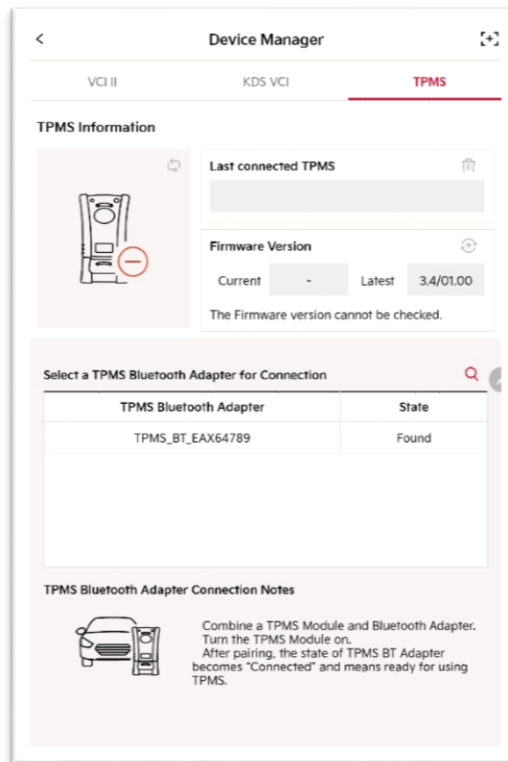 Device Manager
VCI II
KDS VCI
TPMS
TPMS Information
Last connected TPMS
Firmware Version
Current
-
Latest
3.4/01.00
The Firmware version cannot be checked.
Select a TPMS Bluetooth Adapter for Connection
TPMS Bluetooth Adapter
State
TPMS_BT_EAX64789
Found
TPMS Bluetooth Adapter Connection Notes
Combine a TPMS Module and Bluetooth Adapter.
Turn the TPMS Module on.
After pairing, the state of TPMS BT Adapter
becomes "Connected" and means ready for using
TPMS.